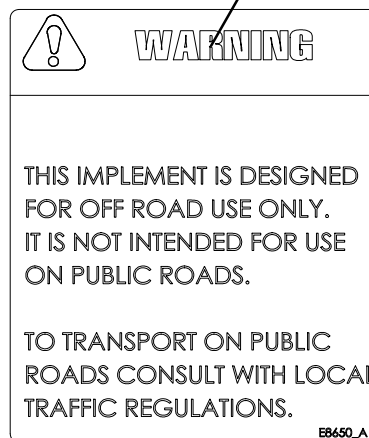 WARNING
THIS IMPLEMENT IS DESIGNED
FOR OFF ROAD USE ONLY.
IT IS NOT INTENDED FOR USE
ON PUBLIC ROADS.
TO TRANSPORT ON PUBLIC
ROADS CONSULT WITH LOCAL
TRAFFIC REGULATIONS.
E8650_A